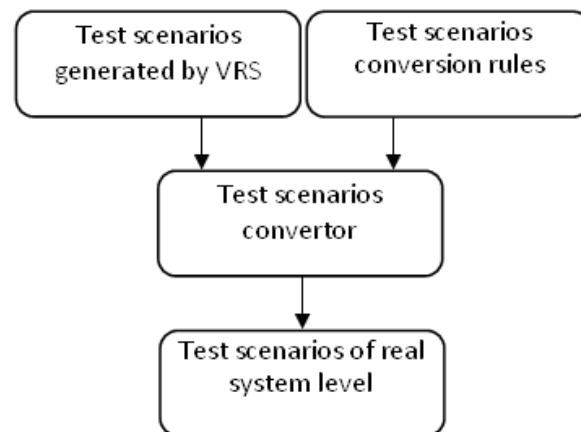 Test scenarios
generated by VRS
Test scenarios
conversion rules
Test scenarios
convertor
Test scenarios of real
system level